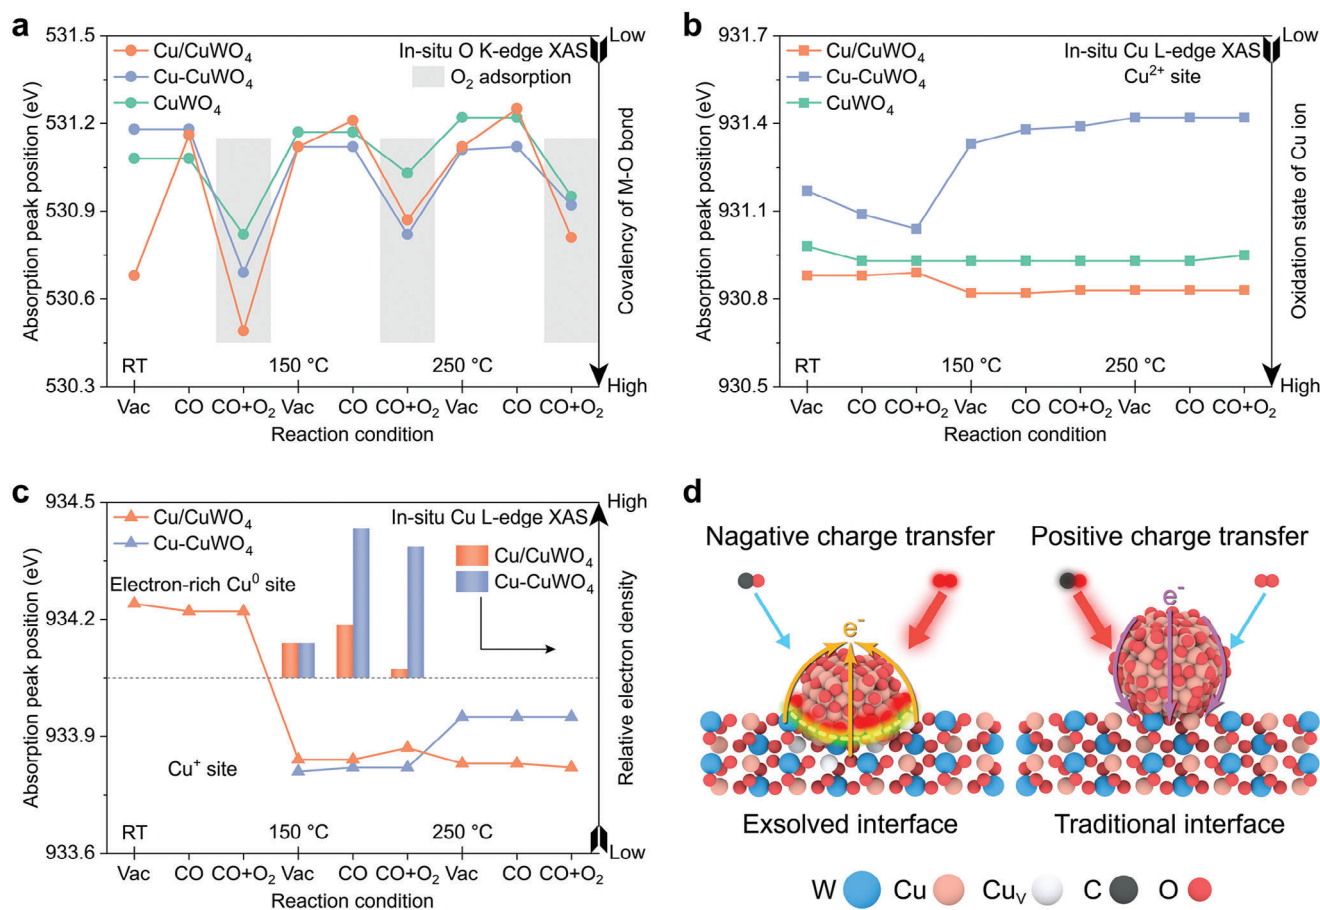 a
531.5
531.2
530.9
530.6
530.3
Absorption peak position (eV)
Cu/CuWO₄
Cu−CuWO₄
CuWO₄
In-situ O K-edge XAS
O₂ adsorption
Low
Covalency of M-O bond
High
RT
150 °C
250 °C
Vac CO CO+O₂ Vac CO CO+O₂ Vac CO CO+O₂
Reaction condition
b
931.7
931.4
931.1
930.8
930.5
Absorption peak position (eV)
Cu/CuWO₄
Cu−CuWO₄
CuWO₄
In-situ Cu L-edge XAS
Cu²⁺ site
Low
Oxidation state of Cu ion
High
RT
150 °C
250 °C
Vac CO CO+O₂ Vac CO CO+O₂ Vac CO CO+O₂
Reaction condition
c
934.5
934.2
933.9
933.6
Absorption peak position (eV)
Cu/CuWO₄
Cu−CuWO₄
In-situ Cu L-edge XAS
Cu/CuWO₄
Cu−CuWO₄
Electron-rich Cu⁰ site
Cu⁺ site
High
Relative electron density
Low
RT
150 °C
250 °C
Vac CO CO+O₂ Vac CO CO+O₂ Vac CO CO+O₂
Reaction condition
d
Nagative charge transfer
Positive charge transfer
e⁻
e⁻
Exsolved interface
Traditional interface
W Cu Cuᵥ C O